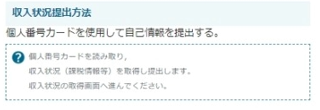 収入状況提出方法
個人番号カードを使用して自己情報を提出する。
? 個人番号カードを読み取り,
収入状況（課税情報等）を取得し提出します。
収入状況の取得画面へ進んでください。